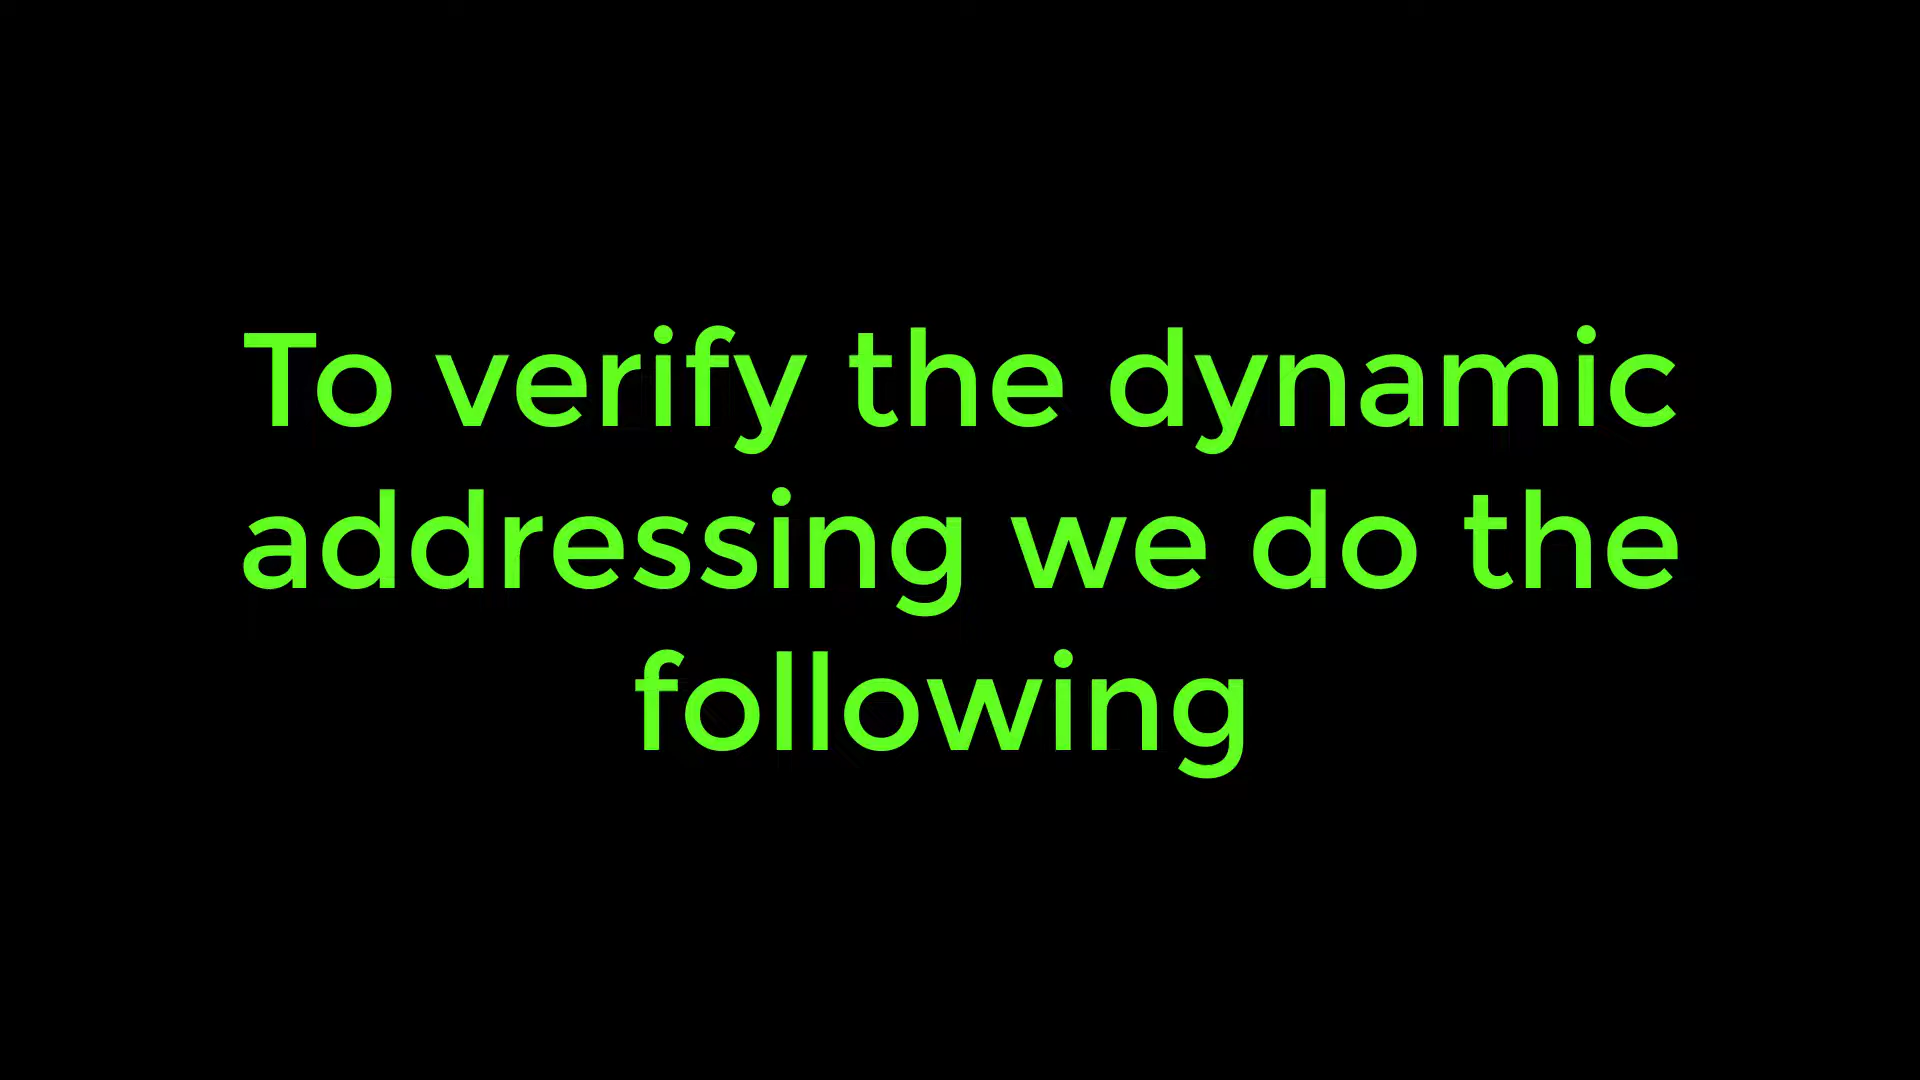 To verify the dynamic
addressing we do the
following